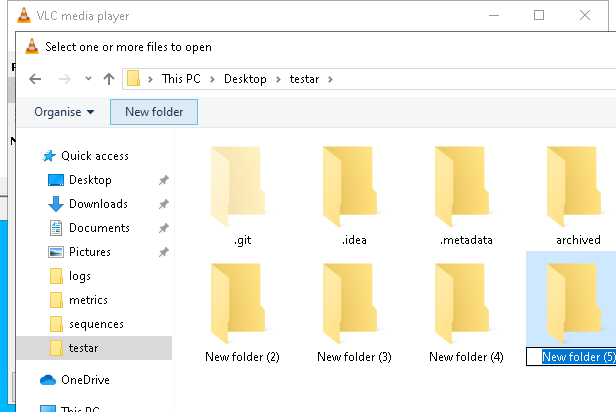 VLC media player
Select one or more files to open
This PC > Desktop > testar >
Organise
New folder
Quick access
Desktop
Downloads
Documents
Pictures
logs
metrics
sequences
testar
OneDrive
This PC
.git
.idea
.metadata
archived
New folder (2)
New folder (3)
New folder (4)
New folder (5)